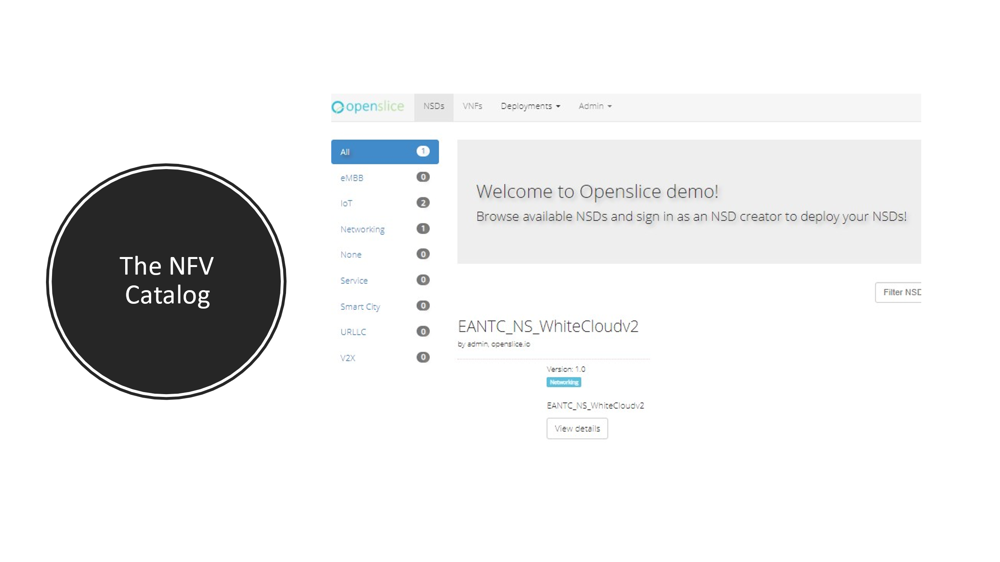 The NFV
Catalog
openslice NSDs VNFs Deployments Admin
All 1
eMBB 0
IoT 2
Networking 1
None 0
Service 0
Smart City 0
URLLC 0
V2X 0
Welcome to Openslice demo!
Browse available NSDs and sign in as an NSD creator to deploy your NSDs!
Filter NSD
EANTC_NS_WhiteCloudv2
by admin, openslice.io
Version: 1.0
Networking
EANTC_NS_WhiteCloudv2
View details